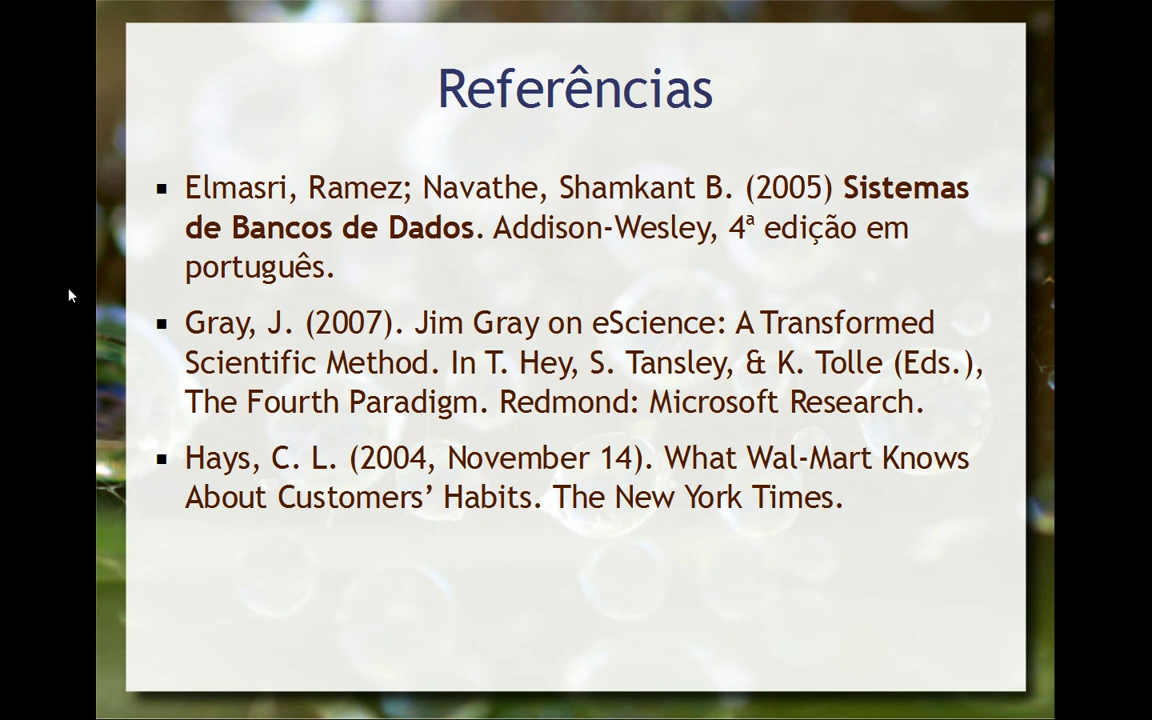 Referências
▪ Elmasri, Ramez; Navathe, Shamkant B. (2005) Sistemas
de Bancos de Dados. Addison-Wesley, 4ª edição em
português.
▪ Gray, J. (2007). Jim Gray on eScience: A Transformed
Scientific Method. In T. Hey, S. Tansley, & K. Tolle (Eds.),
The Fourth Paradigm. Redmond: Microsoft Research.
▪ Hays, C. L. (2004, November 14). What Wal-Mart Knows
About Customers’ Habits. The New York Times.